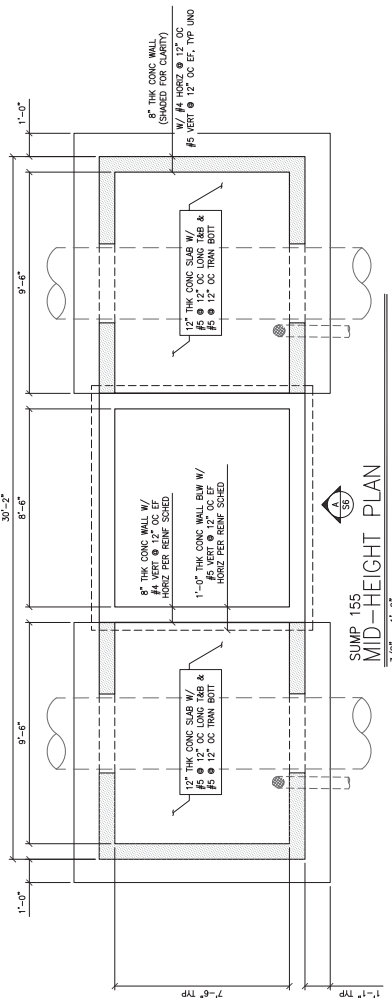 30'-2"
1'-0"
9'-6"
8'-6"
9'-6"
1'-0"
8" THK CONC WALL
(SHADED FOR CLARITY)
W/ #4 HORIZ @ 12" OC
#5 VERT @ 12" OC EF, TYP UNO
12" THK CONC SLAB W/
#5 @ 12" OC LONG T&B &
#5 @ 12" OC TRAN BOTT
8" THK CONC WALL W/
#4 VERT @ 12" OC EF
HORIZ PER REINF SCHED
1'-0" THK CONC WALL BLW W/
#5 VERT @ 12" OC EF
HORIZ PER REINF SCHED
12" THK CONC SLAB W/
#5 @ 12" OC LONG T&B &
#5 @ 12" OC TRAN BOTT
7'-6" TYP
1'-1" TYP
A
S6
SUMP 155
MID-HEIGHT PLAN